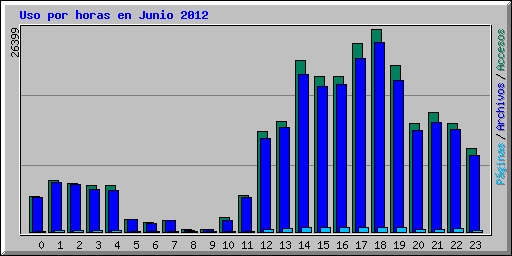 Uso por horas en Junio 2012
26399
Páginas / Archivos / Accesos
0 1 2 3 4 5 6 7 8 9 10 11 12 13 14 15 16 17 18 19 20 21 22 23